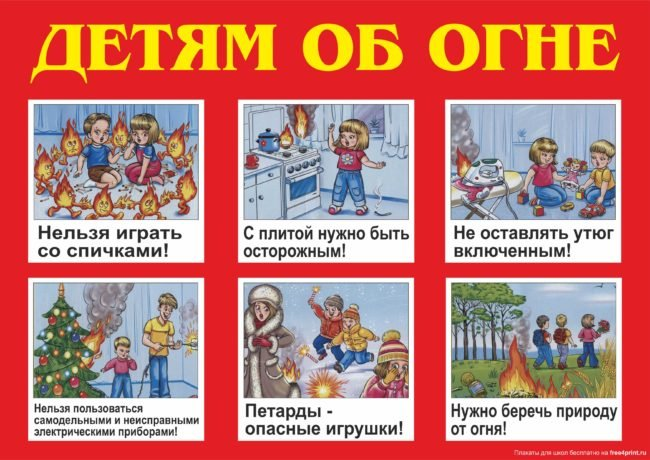 ДЕТЯМ ОБ ОГНЕ
Нельзя играть
со спичками!
С плитой нужно быть
осторожным!
Не оставлять утюг
включенным!
Нельзя пользоваться
самодельными и неисправными
электрическими приборами!
Петарды -
опасные игрушки!
Нужно беречь природу
от огня!
Плакаты для школ бесплатно на free4print.ru